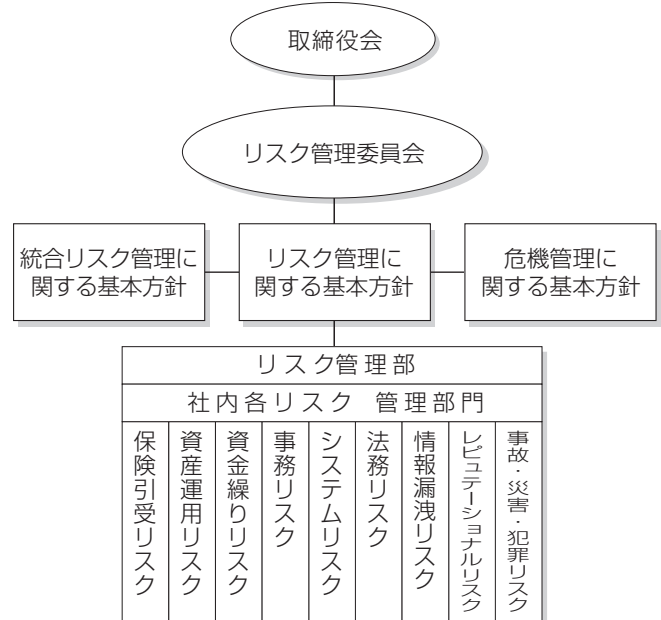 取締役会
リスク管理委員会
統合リスク管理に
関する基本方針
リスク管理に
関する基本方針
危機管理に
関する基本方針
リスク管理部
社内各リスク 管理部門
保険引受リスク
資産運用リスク
資金繰りリスク
事務リスク
システムリスク
法務リスク
情報漏洩リスク
レピュテーショナルリスク
事故・災害・犯罪リスク